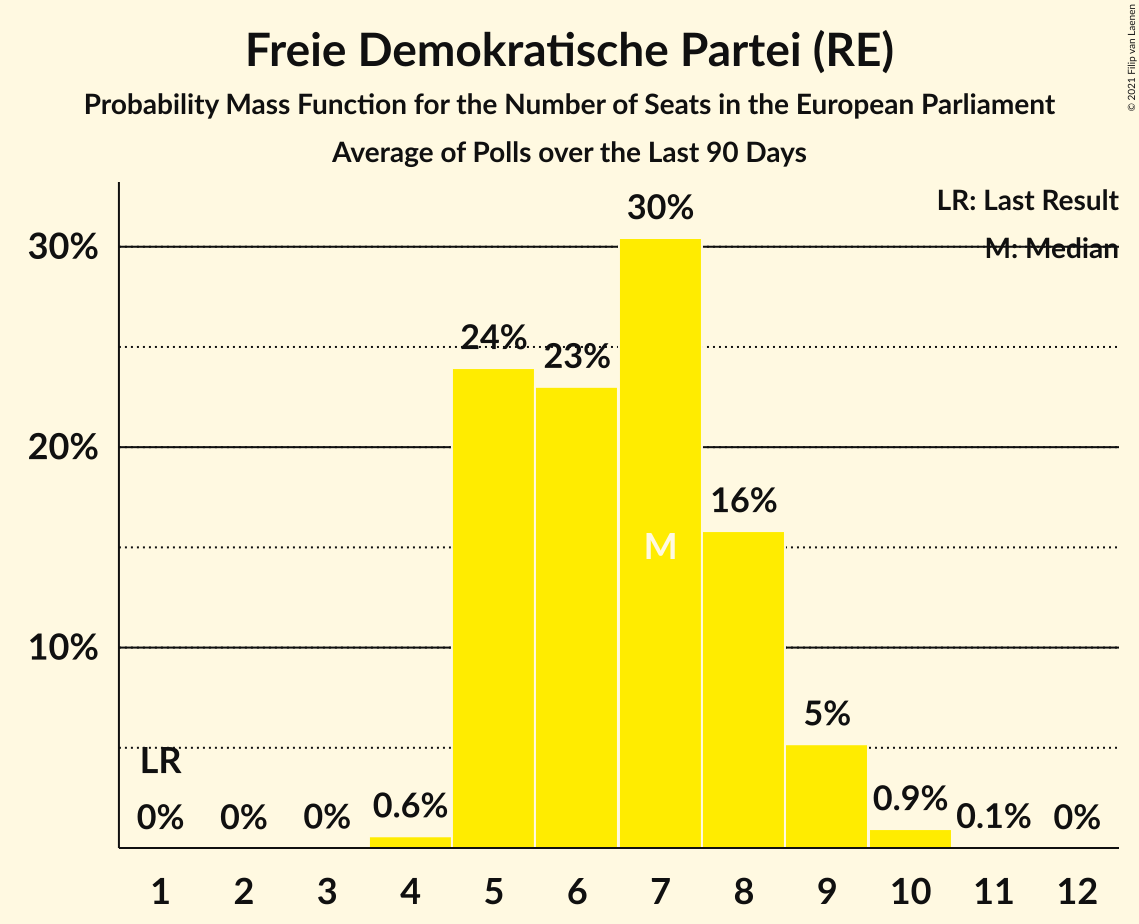 © 2021 Filip van Laenen
Freie Demokratische Partei (RE)
Probability Mass Function for the Number of Seats in the European Parliament
Average of Polls over the Last 90 Days
LR: Last Result
M: Median
30%
20%
10%
30%
24%
23%
16%
M
5%
LR
0%
0%
0%
0.6%
0.9%
0.1%
0%
1 2 3 4 5 6 7 8 9 10 11 12